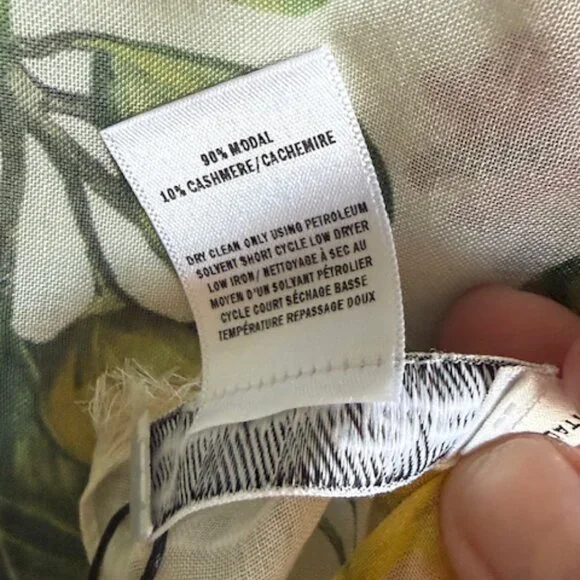 90% MODAL
10% CASHMERE/CACHEMIRE
DRY CLEAN ONLY USING PETROLEUM
SOLVENT SHORT CYCLE LOW DRYER
LOW IRON/ NETTOYAGE À SEC AU
MOYEN D'UN SOLVANT PÉTROLIER
CYCLE COURT SÉCHAGE BASSE
TEMPÉRATURE REPASSAGE DOUX